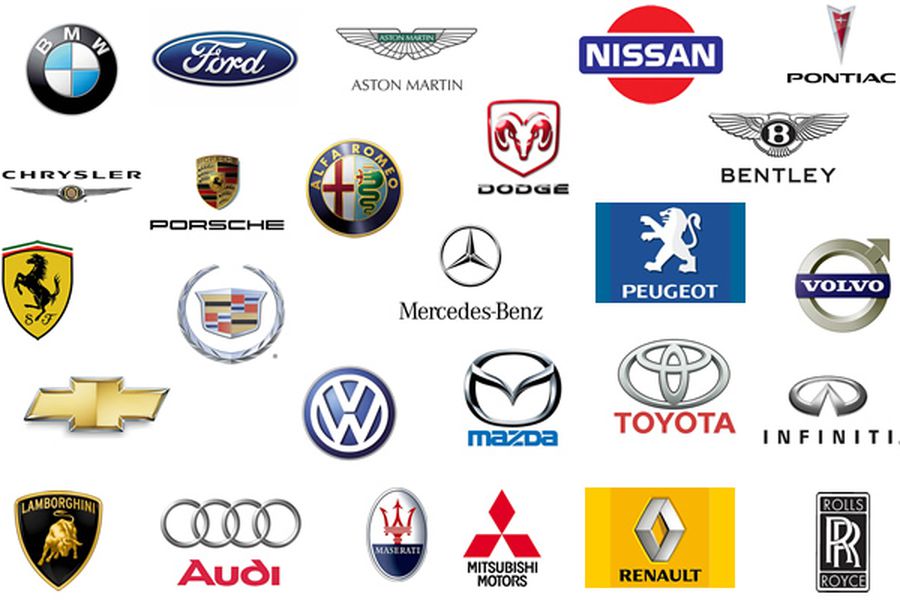 BMW
Ford
ASTON MARTIN
ASTON MARTIN
NISSAN
PONTIAC
CHRYSLER
PORSCHE
ALFA ROMEO
DODGE
B
BENTLEY
S F
Mercedes-Benz
PEUGEOT
VOLVO
mazda
TOYOTA
INFINITI
LAMBORGHINI
Audi
MASERATI
MITSUBISHI
MOTORS
RENAULT
ROLLS
RR
ROYCE